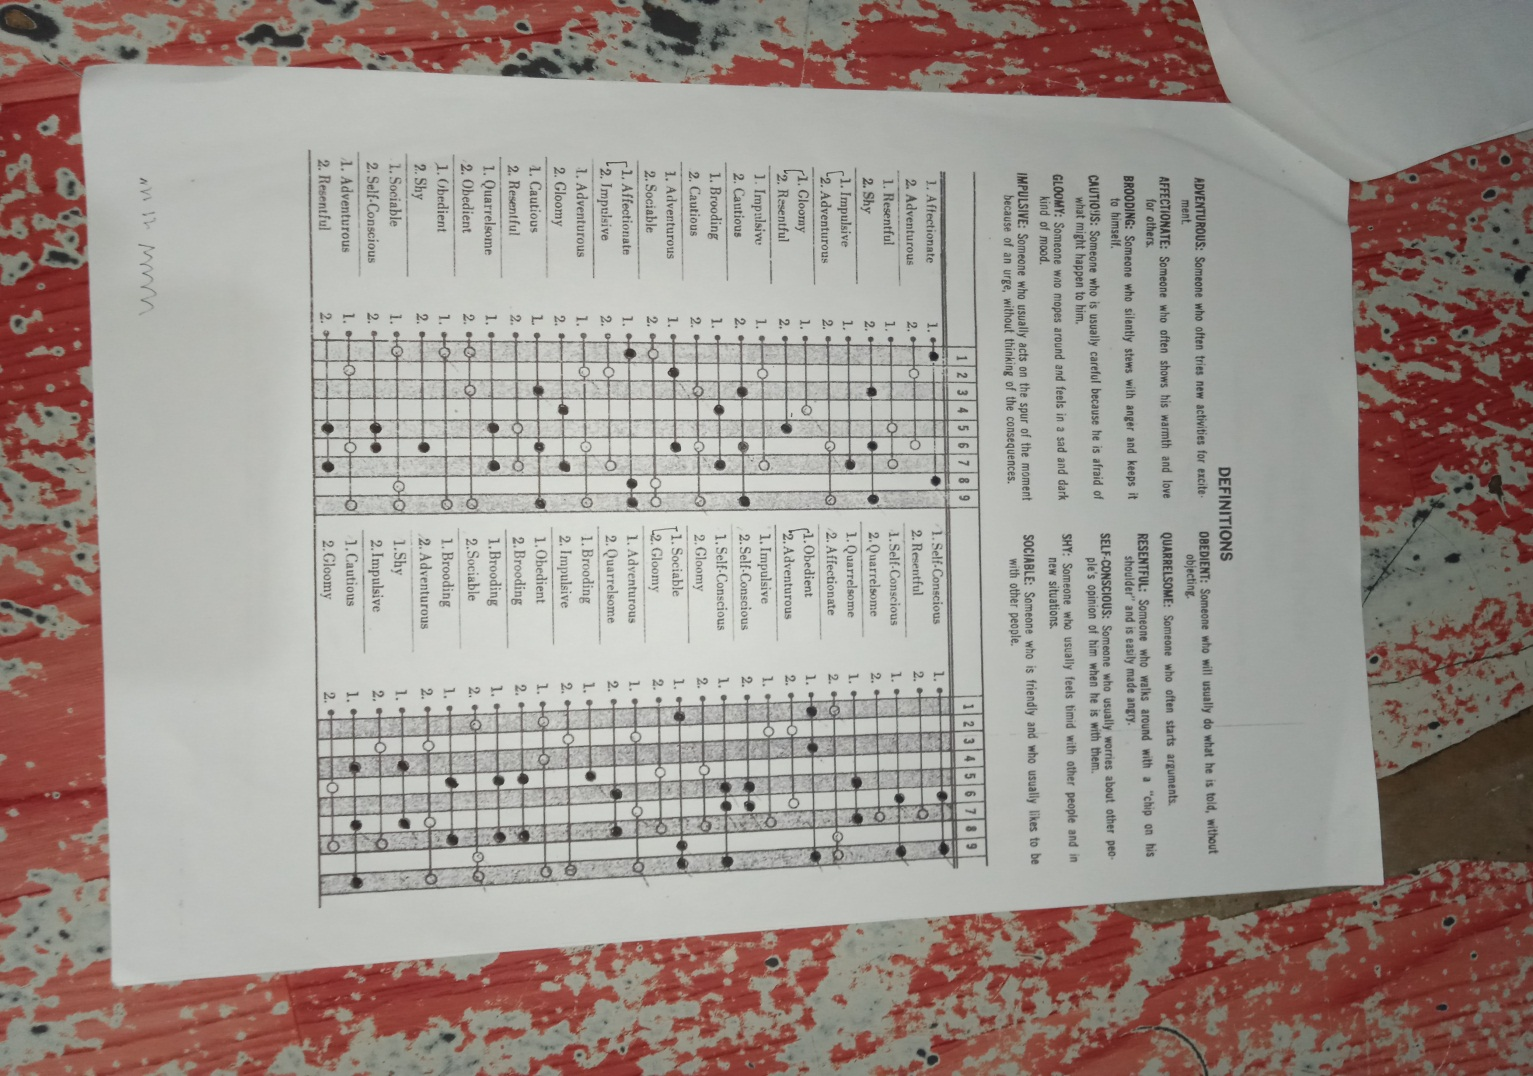 DEFINITIONS
ADVENTUROUS: Someone who often tries new activities for excite-
ment.
AFFECTIONATE: Someone who often shows his warmth and love
for others.
BROODING: Someone who silently stews with anger and keeps it
to himself.
CAUTIOUS: Someone who is usually careful because he is afraid of
what might happen to him.
GLOOMY: Someone who mopes around and feels in a sad and dark
kind of mood.
IMPULSIVE: Someone who usually acts on the spur of the moment
because of an urge, without thinking of the consequences.
OBEDIENT: Someone who will usually do what he is told, without
objecting.
QUARRELSOME: Someone who often starts arguments.
RESENTFUL: Someone who walks around with a "chip on his
shoulder" and is easily made angry.
SELF-CONSCIOUS: Someone who usually worries about other peo-
ple's opinion of him when he is with them.
SHY: Someone who usually feels timid with other people and in
new situations.
SOCIABLE: Someone who is friendly and who usually likes to be
with other people.
1 2 3 4 5 6 7 8 9
1. Affectionate 1.
2. Adventurous 2.
1. Resentful 1.
2. Shy 2.
1. Impulsive 1.
2. Adventurous 2.
1. Gloomy 1.
2. Resentful 2.
1. Impulsive 1.
2. Cautious 2.
1. Brooding 1.
2. Cautious 2.
1. Adventurous 1.
2. Sociable 2.
1. Affectionate 1.
2. Impulsive 2.
1. Adventurous 1.
2. Gloomy 2.
1. Cautious 1.
2. Resentful 2.
1. Quarrelsome 1.
2. Obedient 2.
1. Obedient 1.
2. Shy 2.
1. Sociable 1.
2. Self-Conscious 2.
1. Adventurous 1.
2. Resentful 2.
1 2 3 4 5 6 7 8 9
1. Self-Conscious 1.
2. Resentful 2.
1. Self-Conscious 1.
2. Quarrelsome 2.
1. Quarrelsome 1.
2. Affectionate 2.
1. Obedient 1.
2. Adventurous 2.
1. Impulsive 1.
2. Self-Conscious 2.
1. Self-Conscious 1.
2. Gloomy 2.
1. Sociable 1.
2. Gloomy 2.
1. Adventurous 1.
2. Quarrelsome 2.
1. Brooding 1.
2. Impulsive 2.
1. Obedient 1.
2. Brooding 2.
1. Brooding 1.
2. Sociable 2.
1. Brooding 1.
2. Adventurous 2.
1. Shy 1.
2. Impulsive 2.
1. Cautious 1.
2. Gloomy 2.